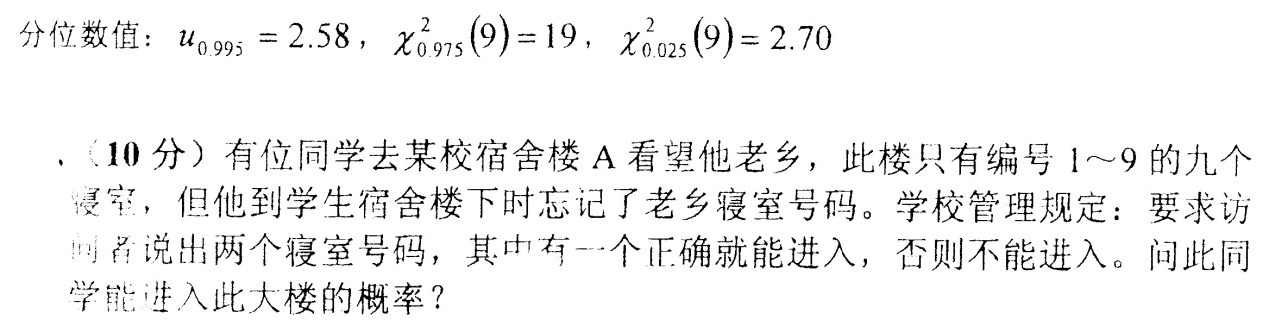 分位数值：u₀.₉₉₅ = 2.58，χ²₀.₉₇₅(9) = 19，χ²₀.₀₂₅(9) = 2.70
.（10 分）有位同学去某校宿舍楼 A 看望他老乡，此楼只有编号 1～9 的九个
寝室，但他到学生宿舍楼下时忘记了老乡寝室号码。学校管理规定：要求访
问者说出两个寝室号码，其中有一个正确就能进入，否则不能进入。问此同
学能进入此大楼的概率？